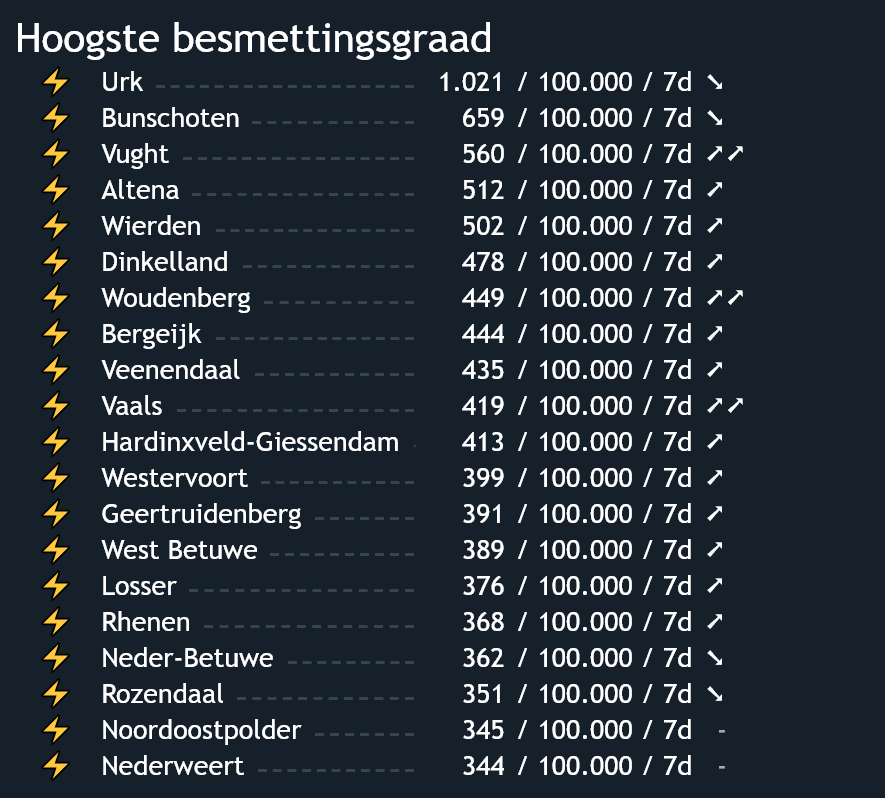 Hoogste besmettingsgraad
⚡ Urk 1.021 / 100.000 / 7d ➘
⚡ Bunschoten 659 / 100.000 / 7d ➘
⚡ Vught 560 / 100.000 / 7d ➚➚
⚡ Altena 512 / 100.000 / 7d ➚
⚡ Wierden 502 / 100.000 / 7d ➚
⚡ Dinkelland 478 / 100.000 / 7d ➚
⚡ Woudenberg 449 / 100.000 / 7d ➚➚
⚡ Bergeijk 444 / 100.000 / 7d ➚
⚡ Veenendaal 435 / 100.000 / 7d ➚
⚡ Vaals 419 / 100.000 / 7d ➚➚
⚡ Hardinxveld-Giessendam 413 / 100.000 / 7d ➚
⚡ Westervoort 399 / 100.000 / 7d ➚
⚡ Geertruidenberg 391 / 100.000 / 7d ➚
⚡ West Betuwe 389 / 100.000 / 7d ➚
⚡ Losser 376 / 100.000 / 7d ➚
⚡ Rhenen 368 / 100.000 / 7d ➚
⚡ Neder-Betuwe 362 / 100.000 / 7d ➘
⚡ Rozendaal 351 / 100.000 / 7d ➘
⚡ Noordoostpolder 345 / 100.000 / 7d -
⚡ Nederweert 344 / 100.000 / 7d -